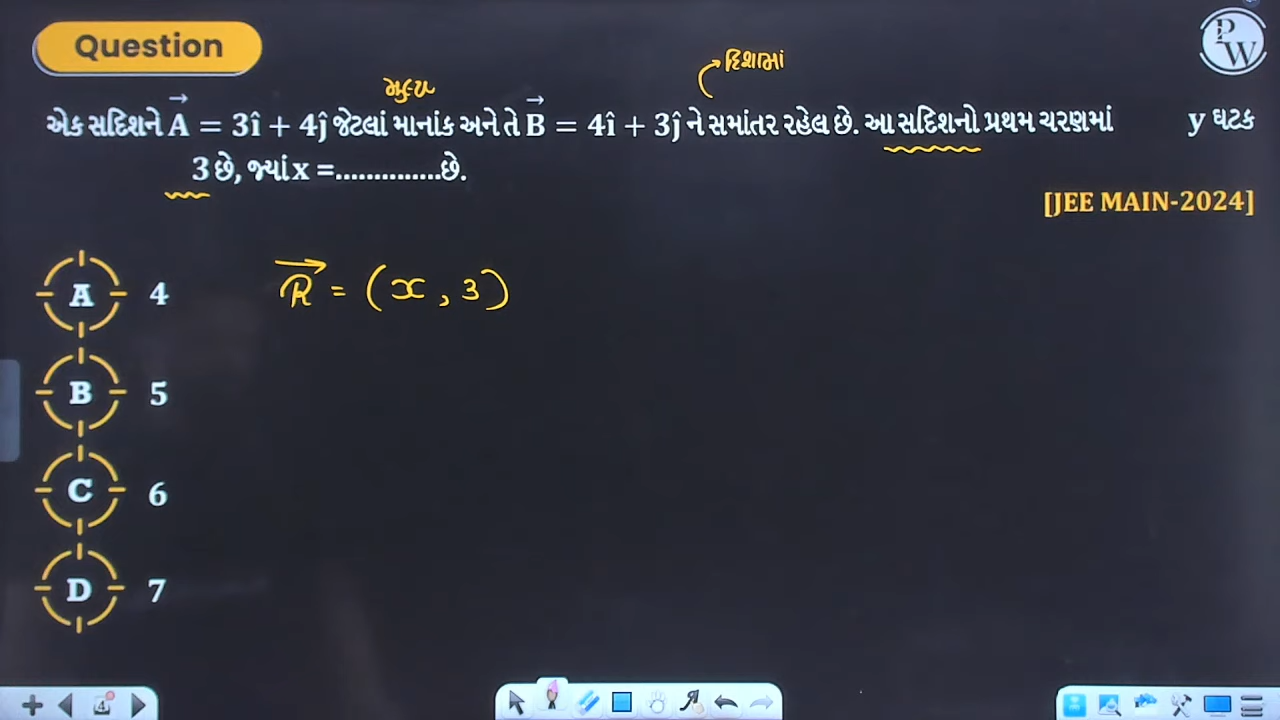 Question
PW
મુલ્ય
દિશામાં
એક સદિશને A⃗ = 3î + 4ĵ જેટલાં માનાંક અને તે B⃗ = 4î + 3ĵ ને સમાંતર રહેલ છે. આ સદિશનો પ્રથમ ચરણમાં y ઘટક
3 છે, જ્યાં x =..............છે.
[JEE MAIN-2024]
A 4
R⃗ = (x, 3)
B 5
C 6
D 7